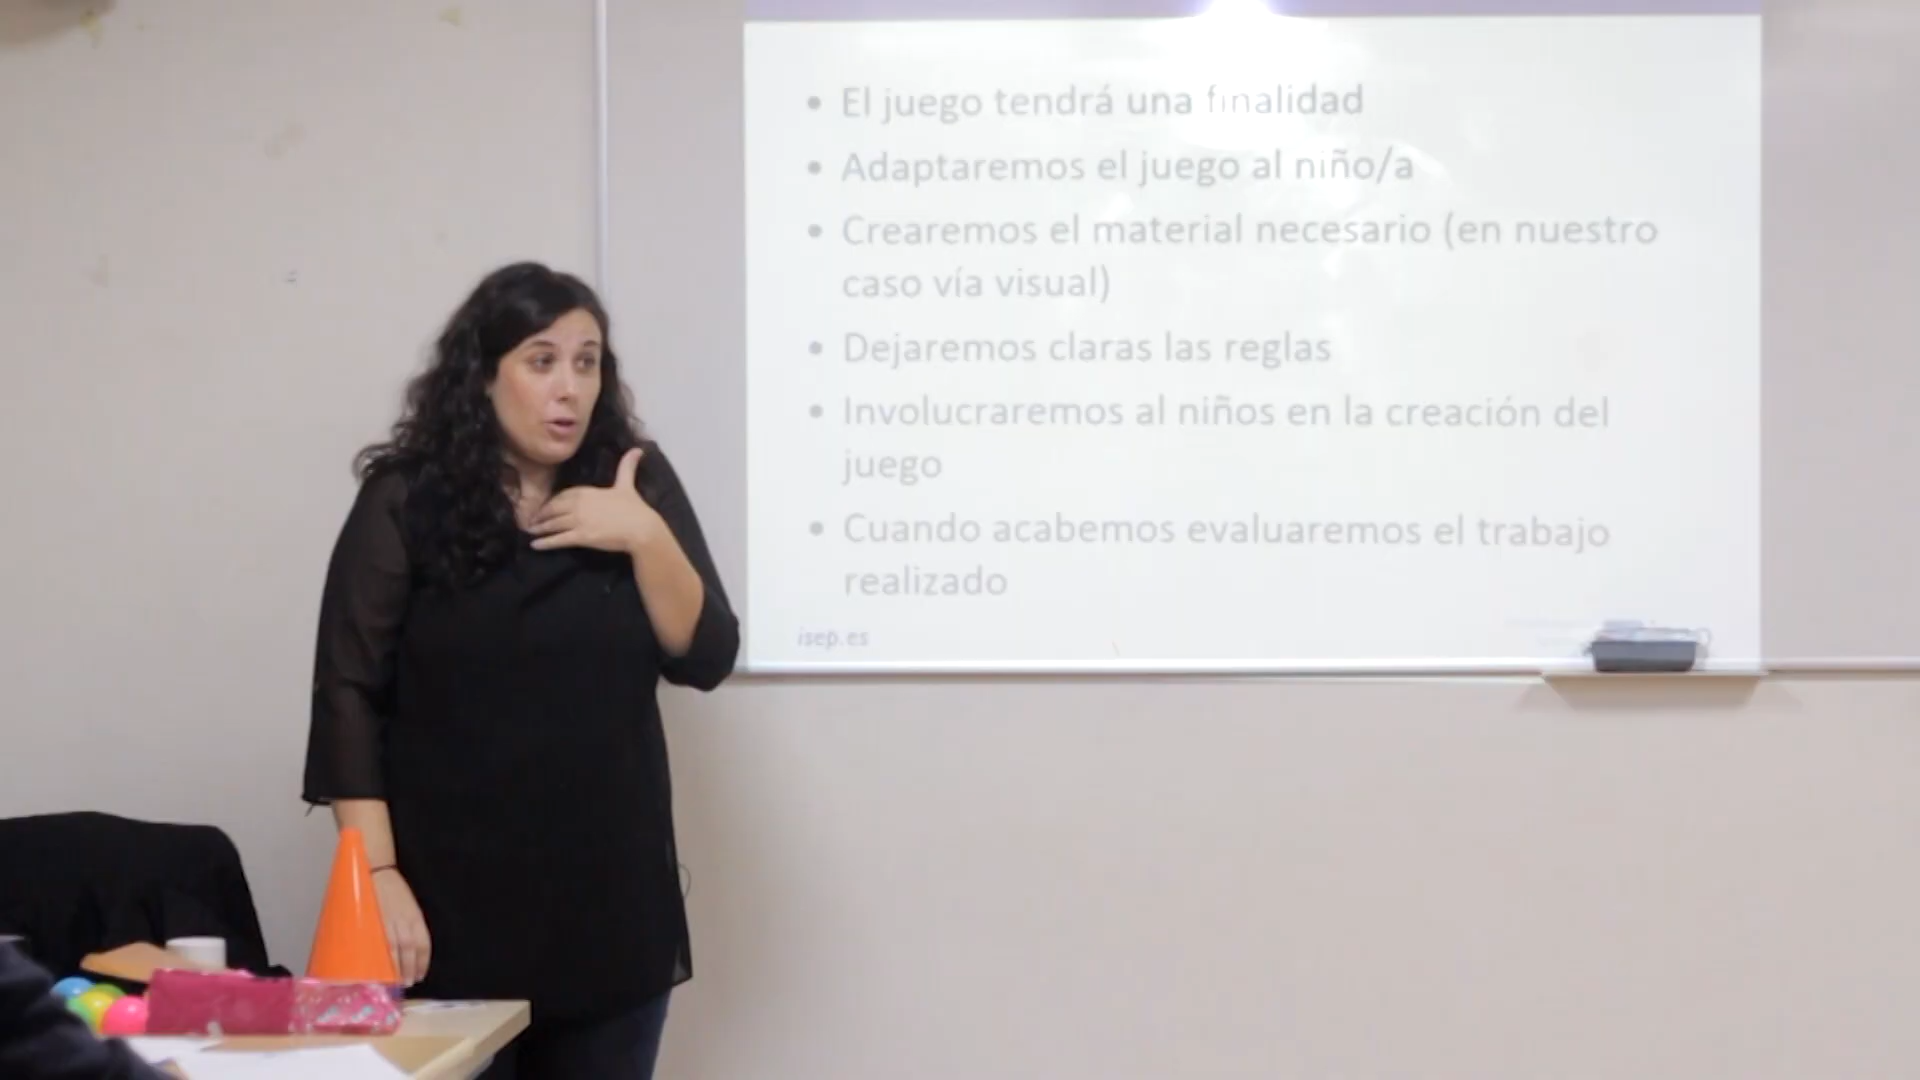 • El juego tendrá una finalidad
• Adaptaremos el juego al niño/a
• Crearemos el material necesario (en nuestro
caso vía visual)
• Dejaremos claras las reglas
• Involucraremos al niños en la creación del
juego
• Cuando acabemos evaluaremos el trabajo
realizado
isep.es